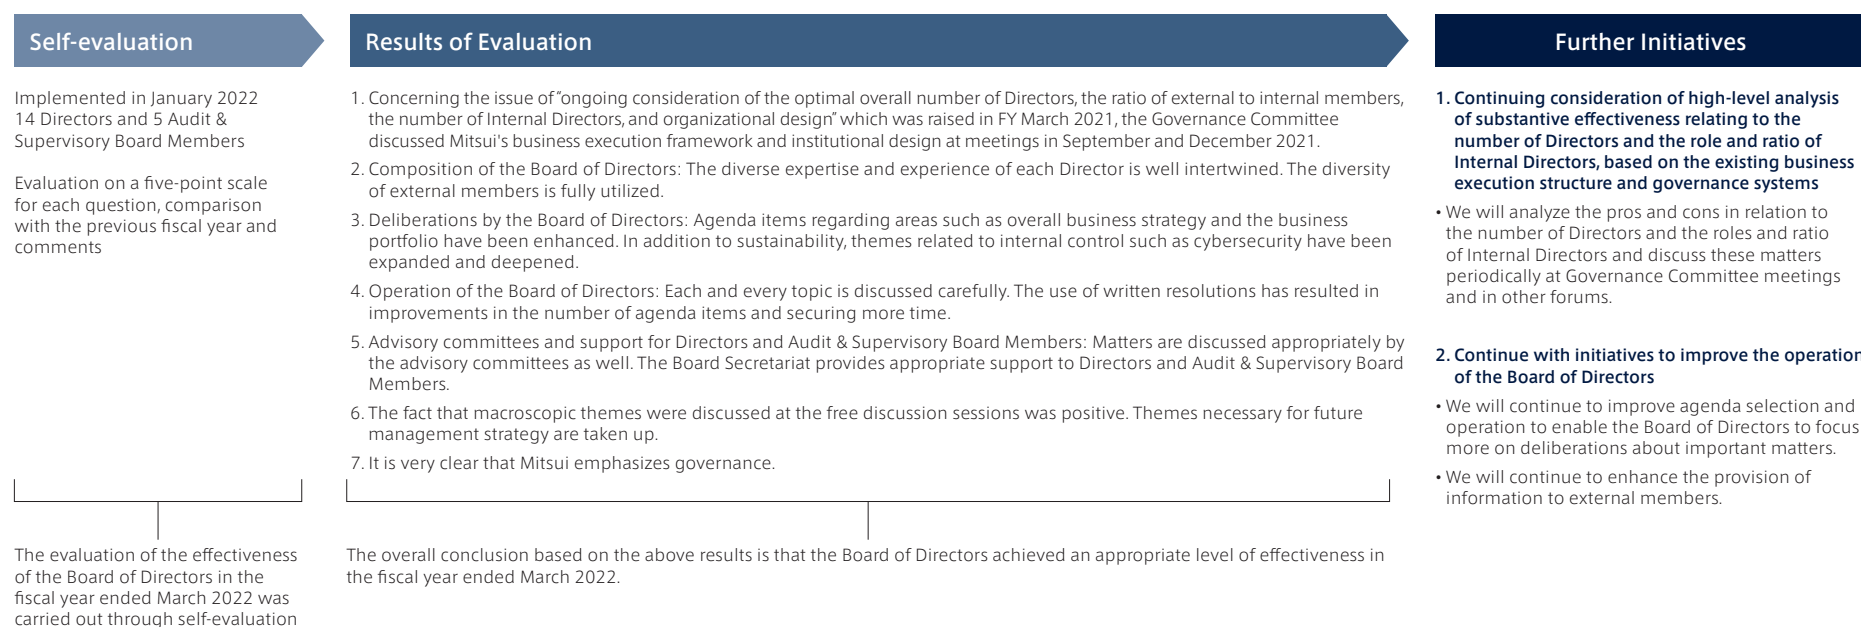 Self-evaluation
Implemented in January 2022
14 Directors and 5 Audit &
Supervisory Board Members
Evaluation on a five-point scale
for each question, comparison
with the previous fiscal year and
comments
The evaluation of the effectiveness
of the Board of Directors in the
fiscal year ended March 2022 was
carried out through self-evaluation
Results of Evaluation
1. Concerning the issue of “ongoing consideration of the optimal overall number of Directors, the ratio of external to internal members,
the number of Internal Directors, and organizational design” which was raised in FY March 2021, the Governance Committee
discussed Mitsui's business execution framework and institutional design at meetings in September and December 2021.
2. Composition of the Board of Directors: The diverse expertise and experience of each Director is well intertwined. The diversity
of external members is fully utilized.
3. Deliberations by the Board of Directors: Agenda items regarding areas such as overall business strategy and the business
portfolio have been enhanced. In addition to sustainability, themes related to internal control such as cybersecurity have been
expanded and deepened.
4. Operation of the Board of Directors: Each and every topic is discussed carefully. The use of written resolutions has resulted in
improvements in the number of agenda items and securing more time.
5. Advisory committees and support for Directors and Audit & Supervisory Board Members: Matters are discussed appropriately by
the advisory committees as well. The Board Secretariat provides appropriate support to Directors and Audit & Supervisory Board
Members.
6. The fact that macroscopic themes were discussed at the free discussion sessions was positive. Themes necessary for future
management strategy are taken up.
7. It is very clear that Mitsui emphasizes governance.
The overall conclusion based on the above results is that the Board of Directors achieved an appropriate level of effectiveness in
the fiscal year ended March 2022.
Further Initiatives
1. Continuing consideration of high-level analysis
of substantive effectiveness relating to the
number of Directors and the role and ratio of
Internal Directors, based on the existing business
execution structure and governance systems
• We will analyze the pros and cons in relation to
the number of Directors and the roles and ratio
of Internal Directors and discuss these matters
periodically at Governance Committee meetings
and in other forums.
2. Continue with initiatives to improve the operation
of the Board of Directors
• We will continue to improve agenda selection and
operation to enable the Board of Directors to focus
more on deliberations about important matters.
• We will continue to enhance the provision of
information to external members.